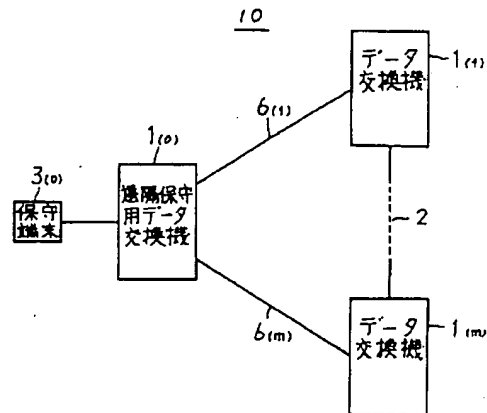 10
データ
交換機
1(1)
6(1)
1(0)
3(0)
保守
端末
遠隔保守
用データ
交換機
2
6(m)
データ
交換機
1(m)